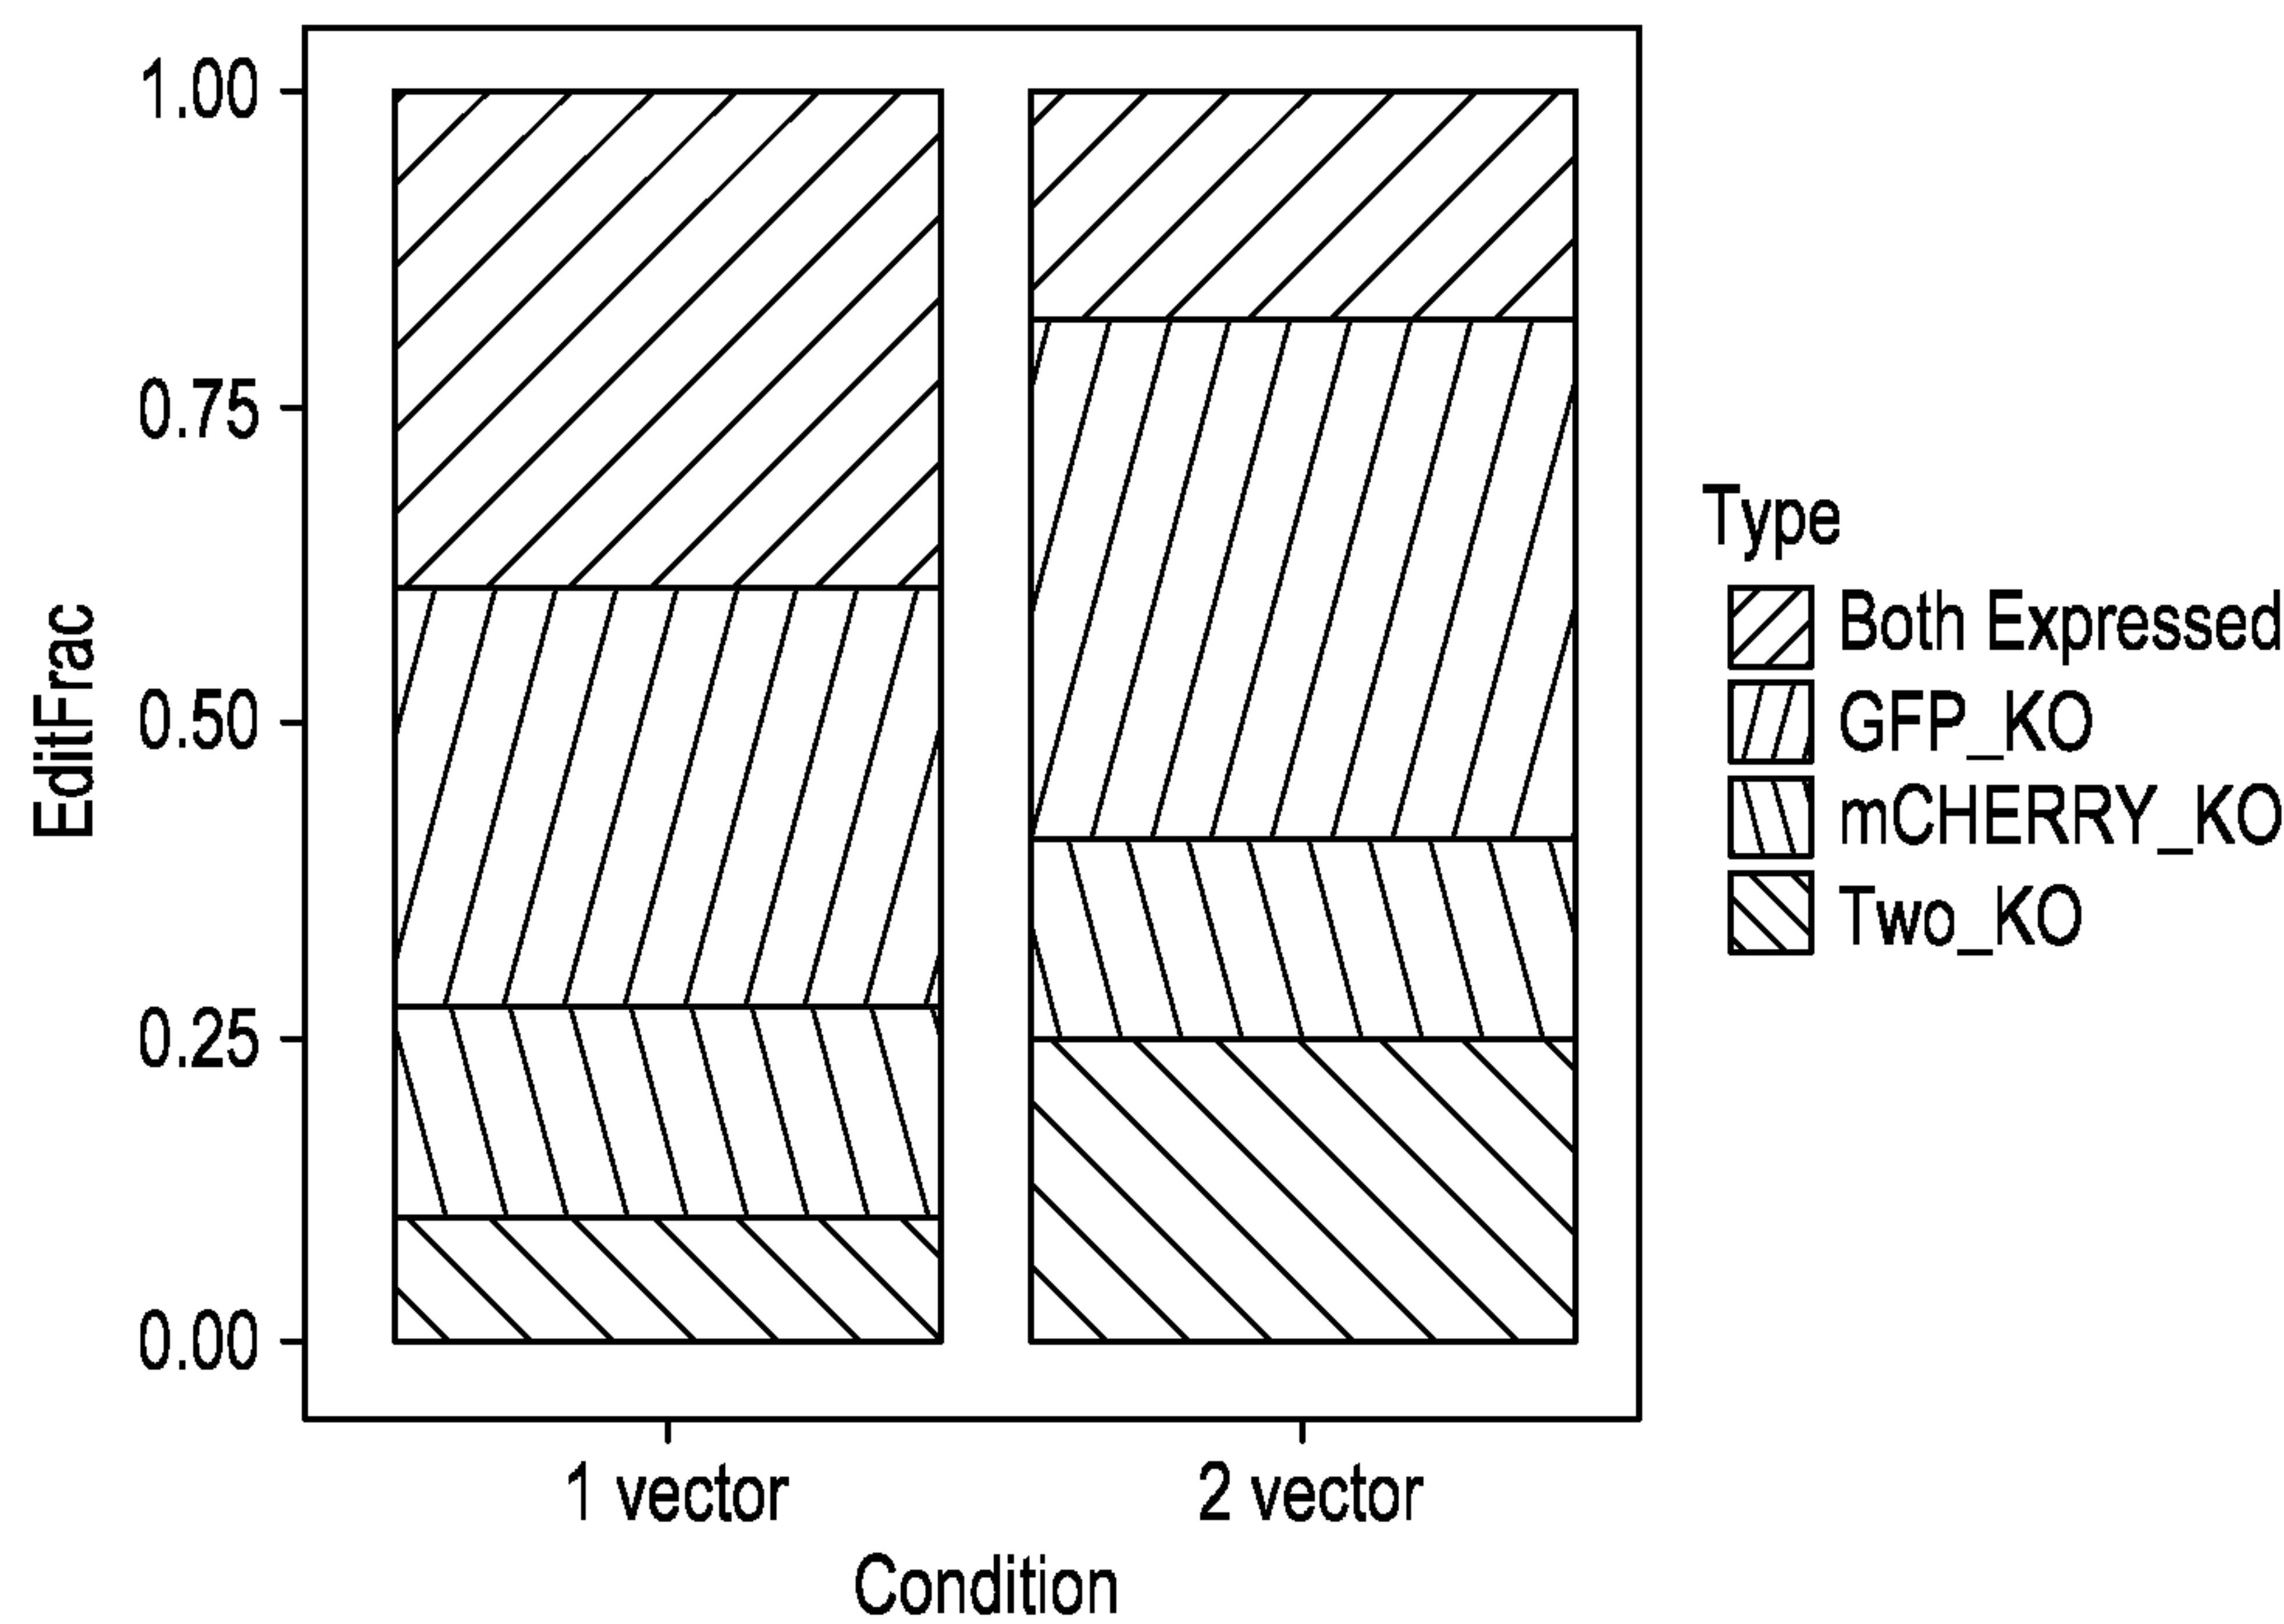 EditFrac
1.00
0.75
0.50
0.25
0.00
1 vector
2 vector
Condition
Type
Both Expressed
GFP_KO
mCHERRY_KO
Two_KO